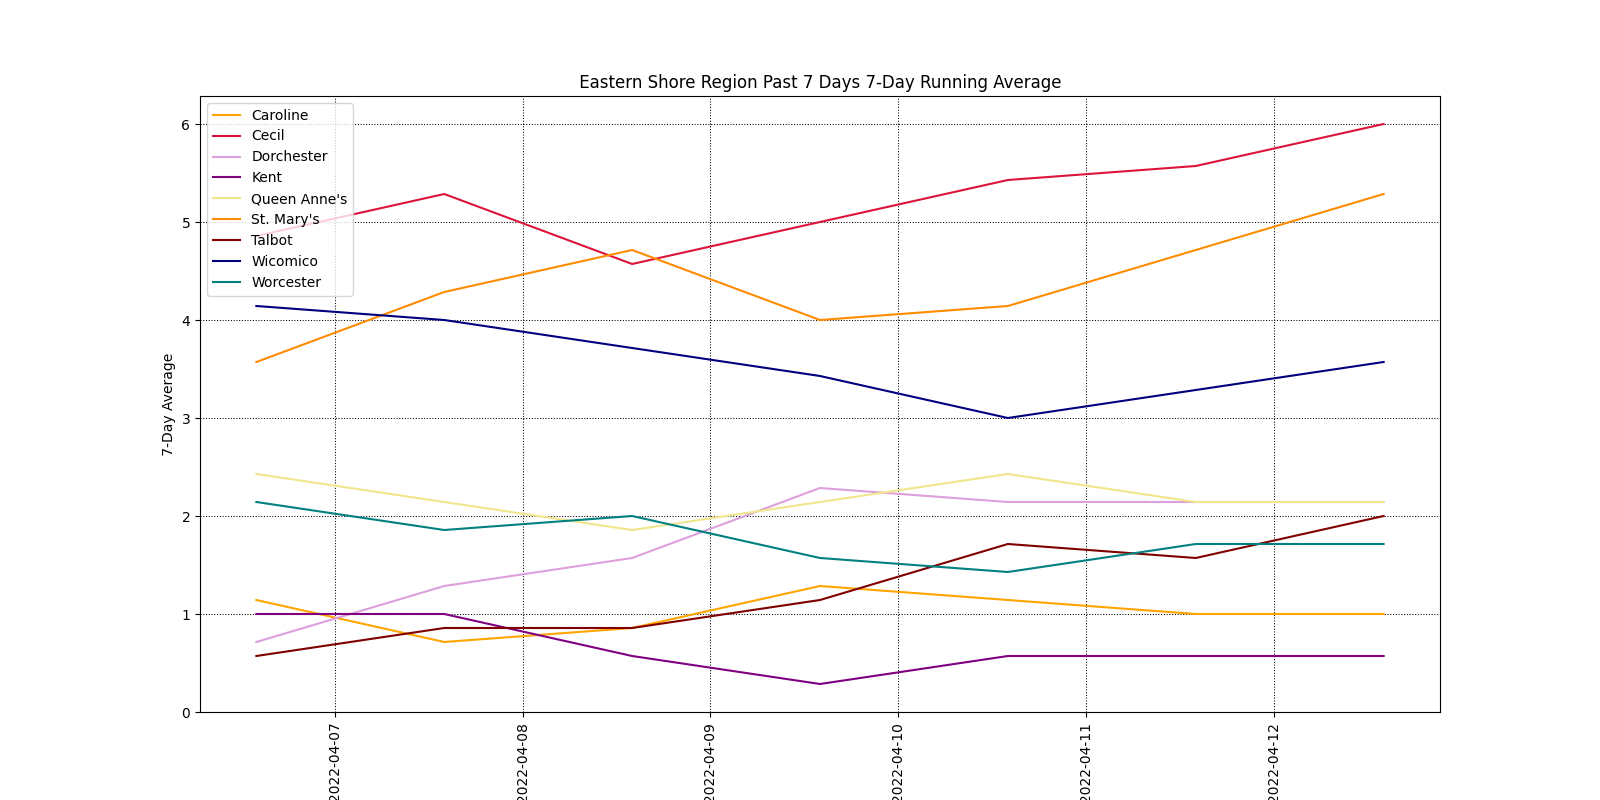 Eastern Shore Region Past 7 Days 7-Day Running Average
Caroline
Cecil
Dorchester
Kent
Queen Anne's
St. Mary's
Talbot
Wicomico
Worcester
7-Day Average
6
5
4
3
2
1
0
2022-04-07
2022-04-08
2022-04-09
2022-04-10
2022-04-11
2022-04-12